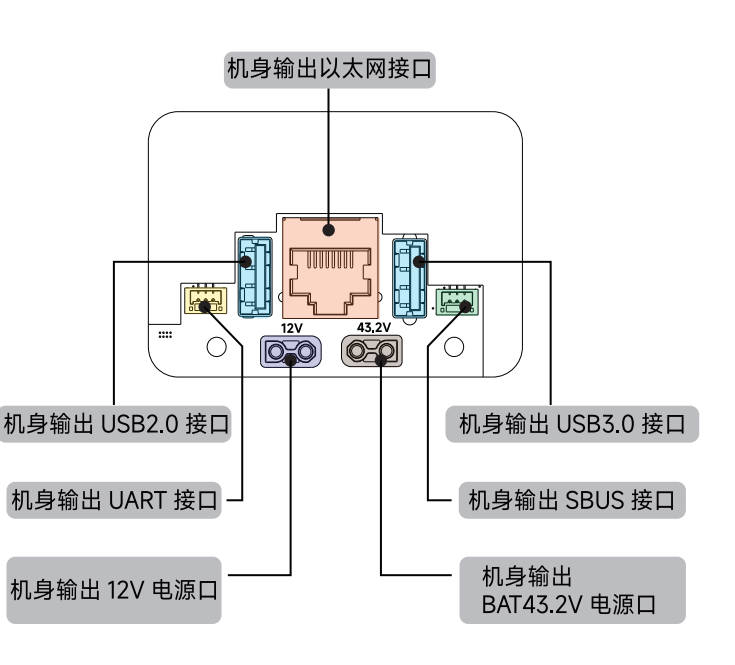 机身输出以太网接口
12V
43.2V
机身输出 USB2.0 接口
机身输出 USB3.0 接口
机身输出 UART 接口
机身输出 SBUS 接口
机身输出 12V 电源口
机身输出
BAT43.2V 电源口